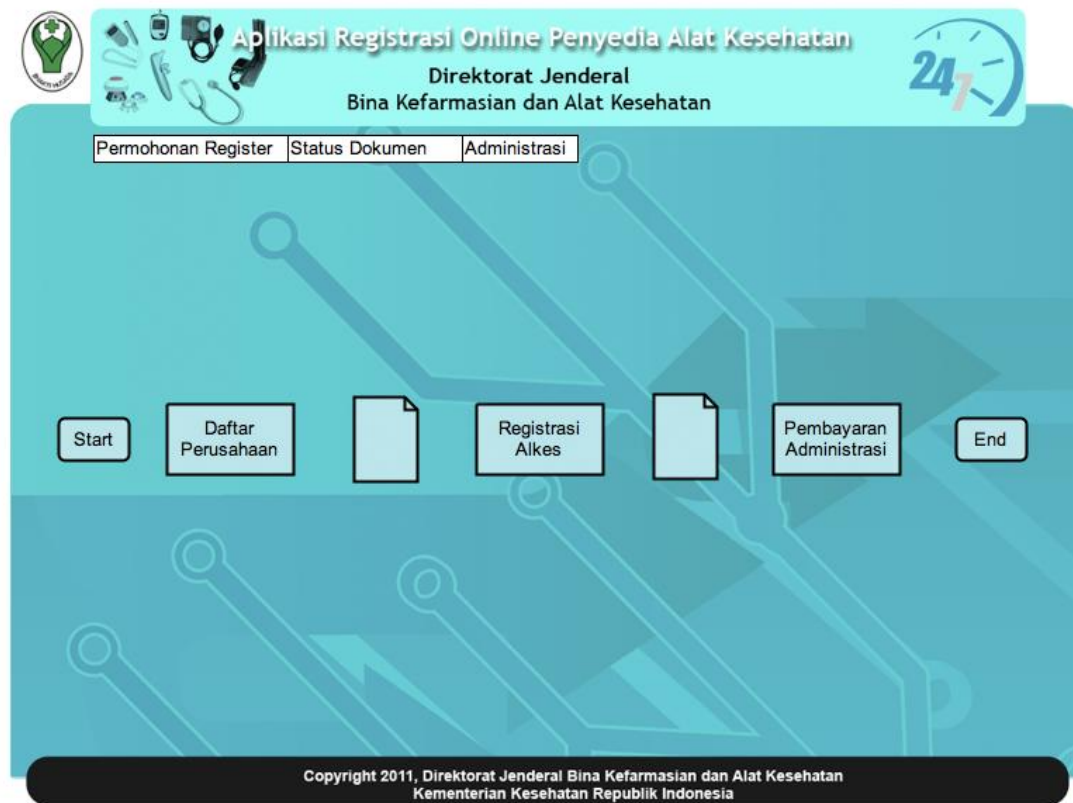 Aplikasi Registrasi Online Penyedia Alat Kesehatan
Direktorat Jenderal
Bina Kefarmasian dan Alat Kesehatan
24
7
Permohonan Register Status Dokumen Administrasi
Start
Daftar
Perusahaan
Registrasi
Alkes
Pembayaran
Administrasi
End
Copyright 2011, Direktorat Jenderal Bina Kefarmasian dan Alat Kesehatan
Kementerian Kesehatan Republik Indonesia